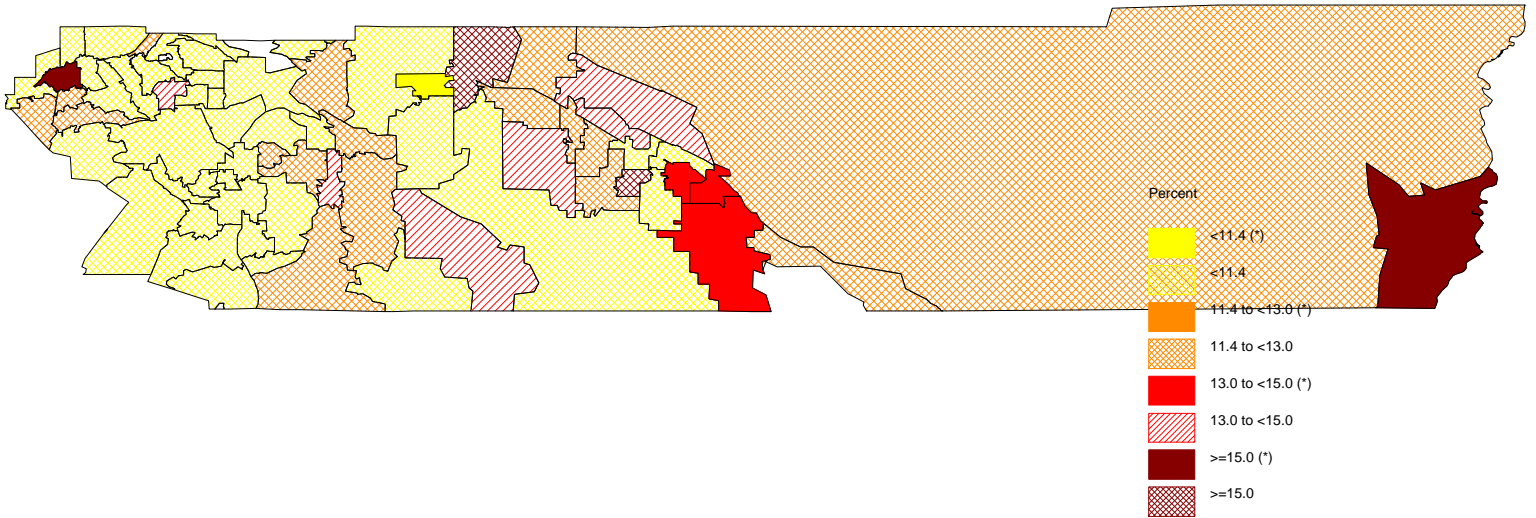 Percent
<11.4 (*)
<11.4
11.4 to <13.0 (*)
11.4 to <13.0
13.0 to <15.0 (*)
13.0 to <15.0
>=15.0 (*)
>=15.0